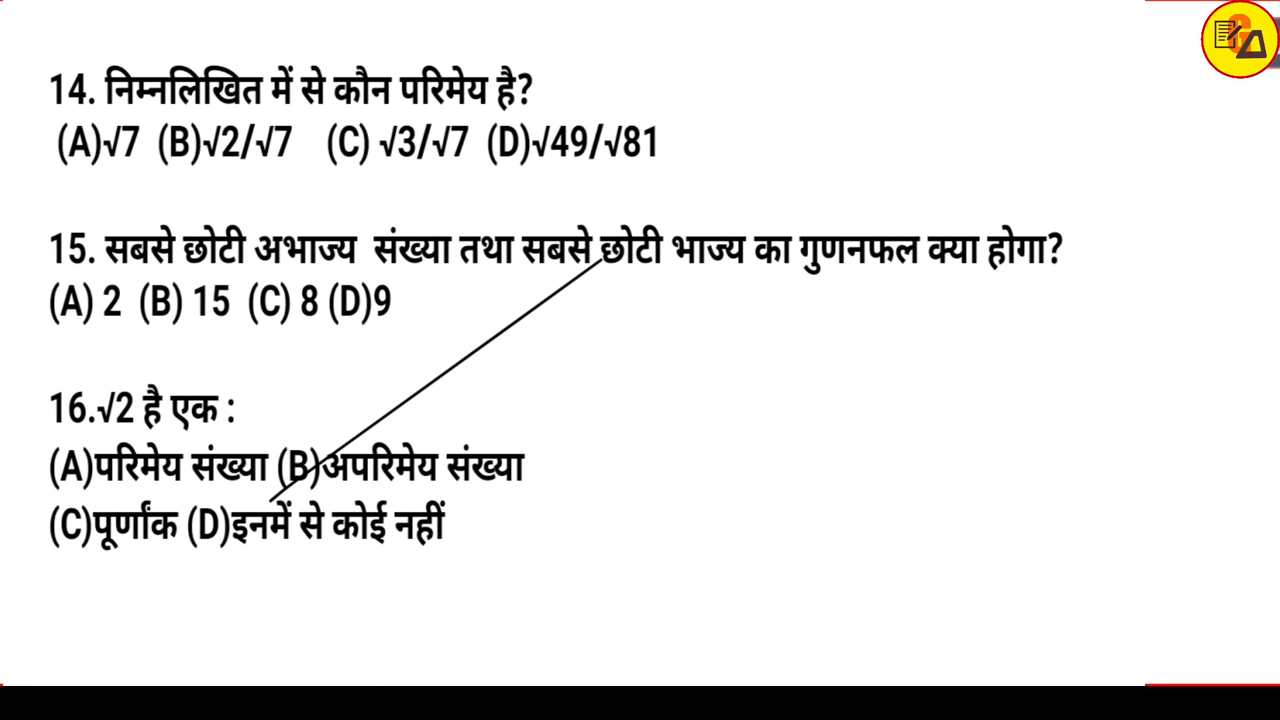 14. निम्नलिखित में से कौन परिमेय है?
(A)√7 (B)√2/√7 (C) √3/√7 (D)√49/√81
15. सबसे छोटी अभाज्य संख्या तथा सबसे छोटी भाज्य का गुणनफल क्या होगा?
(A) 2 (B) 15 (C) 8 (D)9
16.√2 है एक :
(A)परिमेय संख्या (B)अपरिमेय संख्या
(C)पूर्णांक (D)इनमें से कोई नहीं